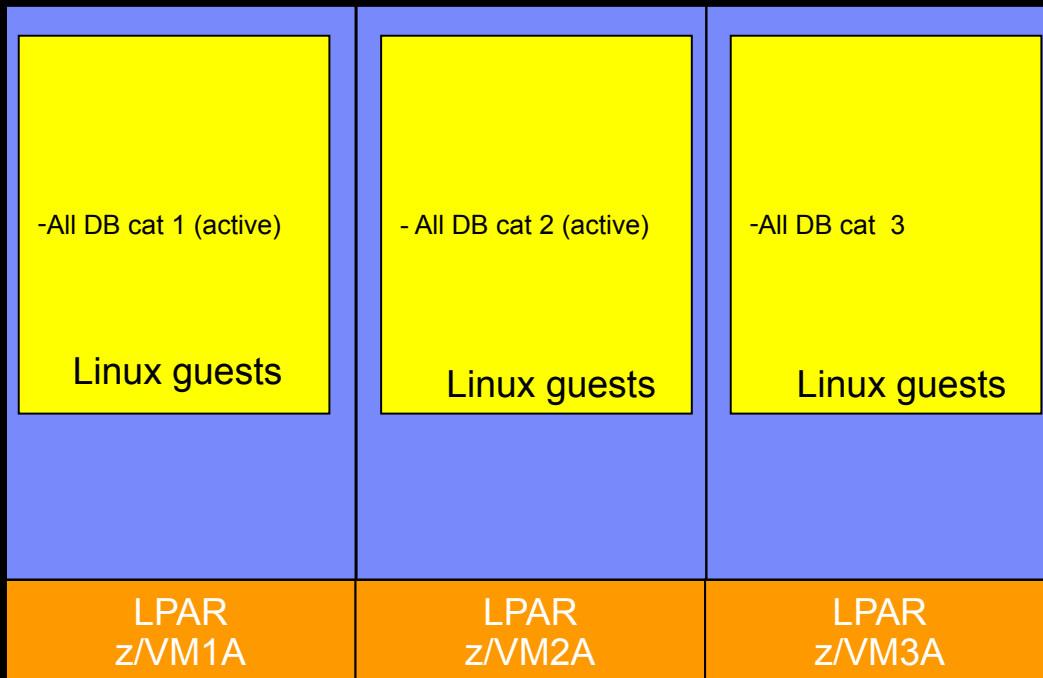 -All DB cat 1 (active)
Linux guests
- All DB cat 2 (active)
Linux guests
-All DB cat  3
Linux guests
LPAR
z/VM1A
LPAR
z/VM2A
LPAR
z/VM3A